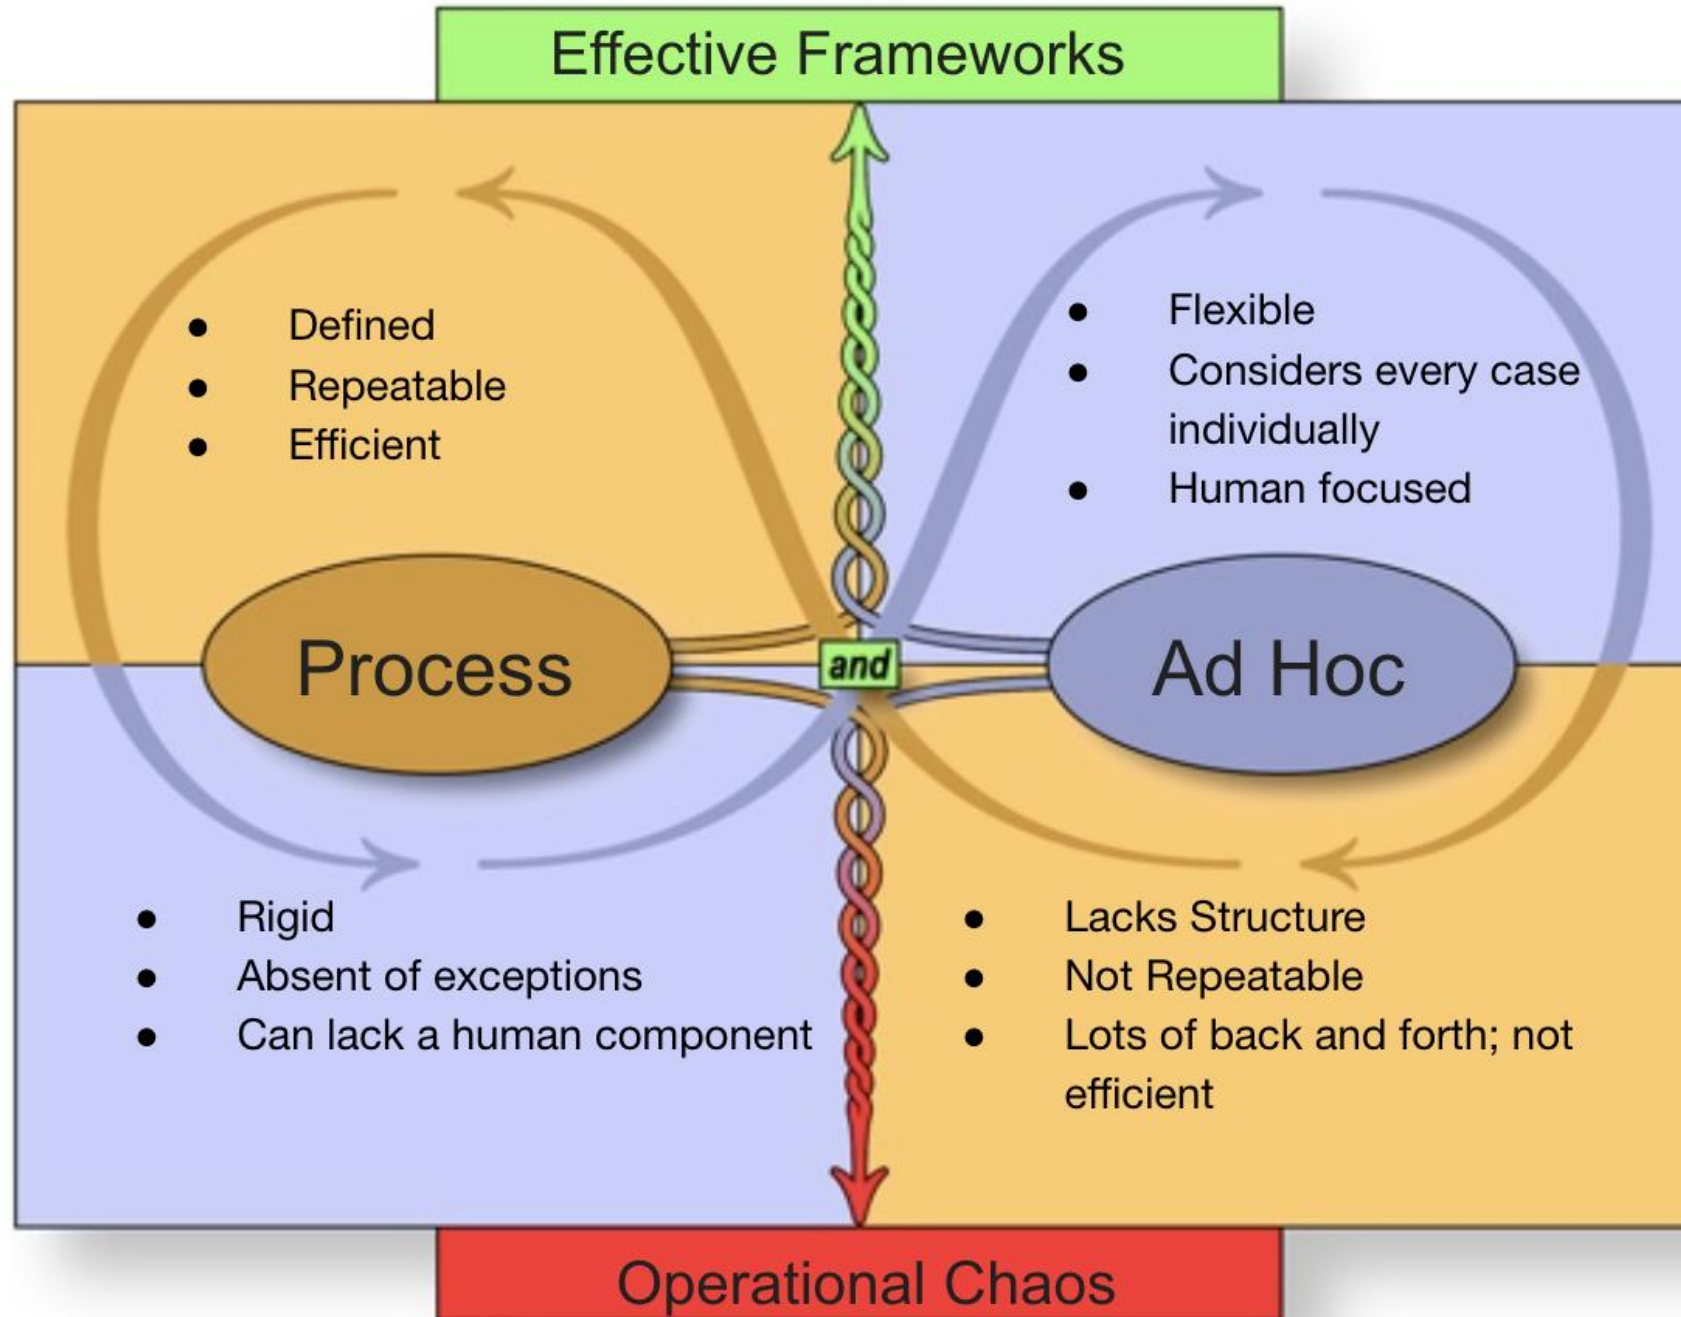 Effective Frameworks
● Defined
● Repeatable
● Efficient
● Flexible
● Considers every case
individually
● Human focused
Process
and
Ad Hoc
● Rigid
● Absent of exceptions
● Can lack a human component
● Lacks Structure
● Not Repeatable
● Lots of back and forth; not
efficient
Operational Chaos